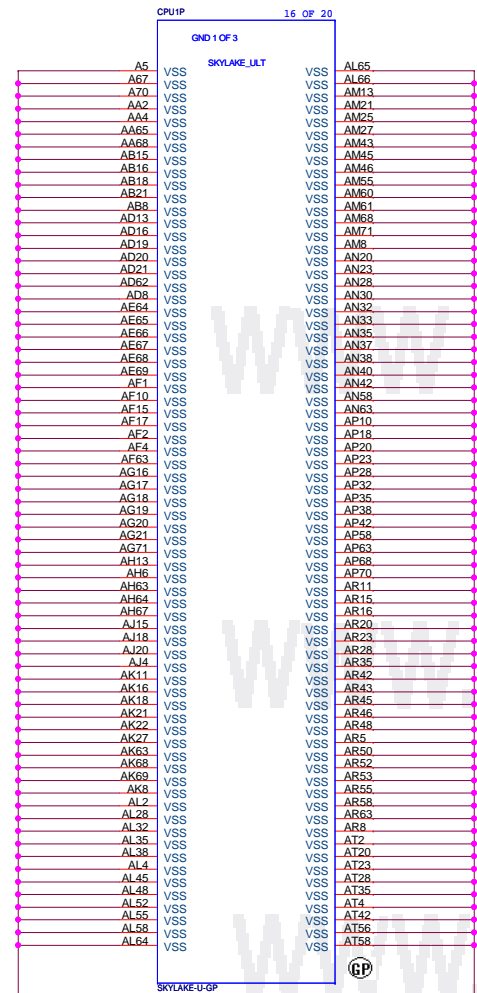 CPU1P 16 OF 20
GND 1 OF 3
SKYLAKE_ULT
A5 VSS VSS AL65
A67 VSS VSS AL66
A70 VSS VSS AM13
AA2 VSS VSS AM21
AA4 VSS VSS AM25
AA65 VSS VSS AM27
AA68 VSS VSS AM43
AB15 VSS VSS AM45
AB16 VSS VSS AM46
AB18 VSS VSS AM55
AB21 VSS VSS AM60
AB8 VSS VSS AM61
AD13 VSS VSS AM68
AD16 VSS VSS AM71
AD19 VSS VSS AM8
AD20 VSS VSS AN20
AD21 VSS VSS AN23
AD62 VSS VSS AN28
AD8 VSS VSS AN30
AE64 VSS VSS AN32
AE65 VSS VSS AN33
AE66 VSS VSS AN35
AE67 VSS VSS AN37
AE68 VSS VSS AN38
AE69 VSS VSS AN40
AF1 VSS VSS AN42
AF10 VSS VSS AN58
AF15 VSS VSS AN63
AF17 VSS VSS AP10
AF2 VSS VSS AP18
AF4 VSS VSS AP20
AF63 VSS VSS AP23
AG16 VSS VSS AP28
AG17 VSS VSS AP32
AG18 VSS VSS AP35
AG19 VSS VSS AP38
AG20 VSS VSS AP42
AG21 VSS VSS AP58
AG71 VSS VSS AP63
AH13 VSS VSS AP68
AH6 VSS VSS AP70
AH63 VSS VSS AR11
AH64 VSS VSS AR15
AH67 VSS VSS AR16
AJ15 VSS VSS AR20
AJ18 VSS VSS AR23
AJ20 VSS VSS AR28
AJ4 VSS VSS AR35
AK11 VSS VSS AR42
AK16 VSS VSS AR43
AK18 VSS VSS AR45
AK21 VSS VSS AR46
AK22 VSS VSS AR48
AK27 VSS VSS AR5
AK63 VSS VSS AR50
AK68 VSS VSS AR52
AK69 VSS VSS AR53
AK8 VSS VSS AR55
AL2 VSS VSS AR58
AL28 VSS VSS AR63
AL32 VSS VSS AR8
AL35 VSS VSS AT2
AL38 VSS VSS AT20
AL4 VSS VSS AT23
AL45 VSS VSS AT28
AL48 VSS VSS AT35
AL52 VSS VSS AT4
AL55 VSS VSS AT42
AL58 VSS VSS AT56
AL64 VSS VSS AT58
GP
SKYLAKE-U-GP
www
www
www